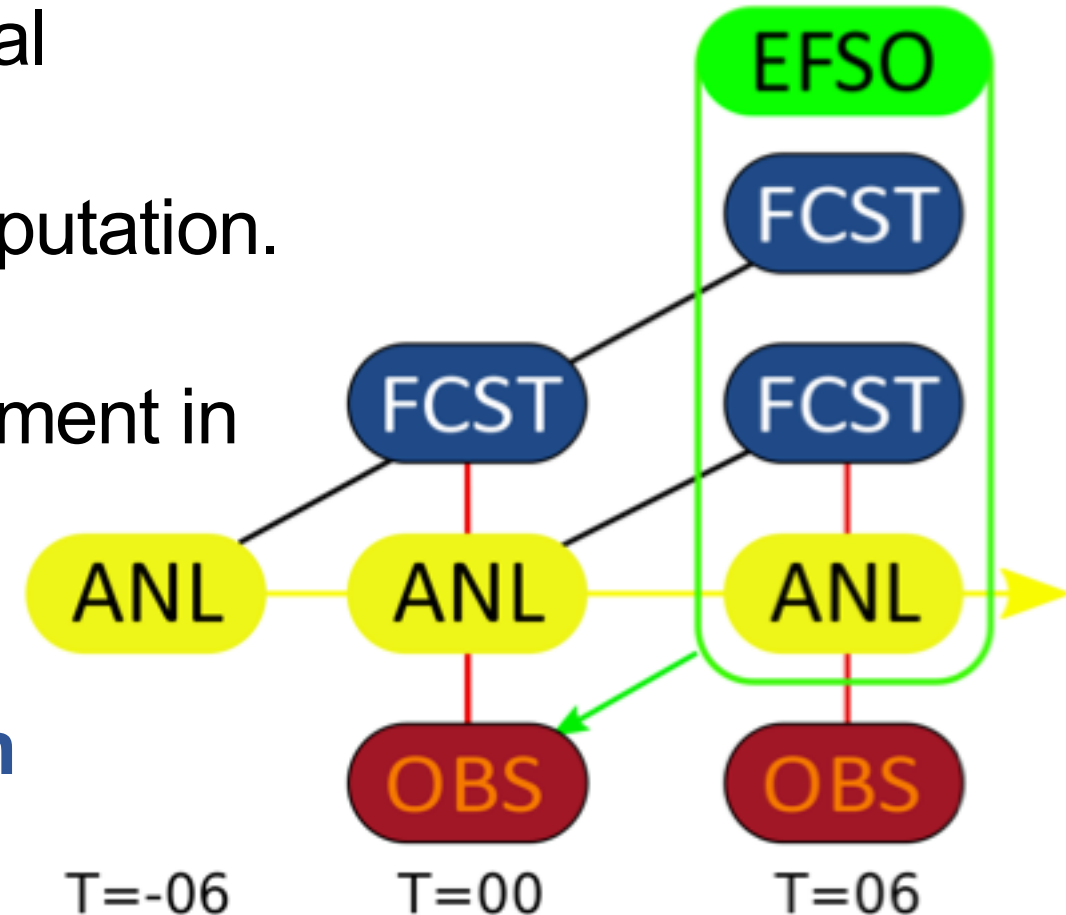 al
EFSO
FCST
putation.
FCST FCST
ment in
ANL ANL ANL
n
OBS OBS
T=-06 T=00 T=06